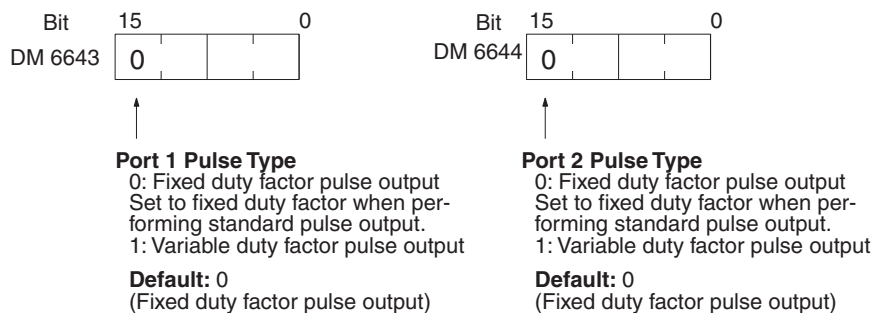 Bit 15 0
DM 6643 0
Port 1 Pulse Type
0: Fixed duty factor pulse output
Set to fixed duty factor when per-
forming standard pulse output.
1: Variable duty factor pulse output
Default: 0
(Fixed duty factor pulse output)
Bit 15 0
DM 6644 0
Port 2 Pulse Type
0: Fixed duty factor pulse output
Set to fixed duty factor when per-
forming standard pulse output.
1: Variable duty factor pulse output
Default: 0
(Fixed duty factor pulse output)